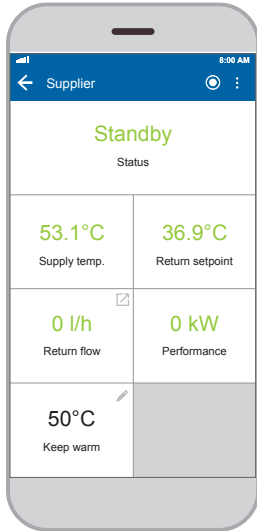 8:00 AM
Supplier
Standby
Status
53.1°C
Supply temp.
36.9°C
Return setpoint
0 l/h
Return flow
0 kW
Performance
50°C
Keep warm